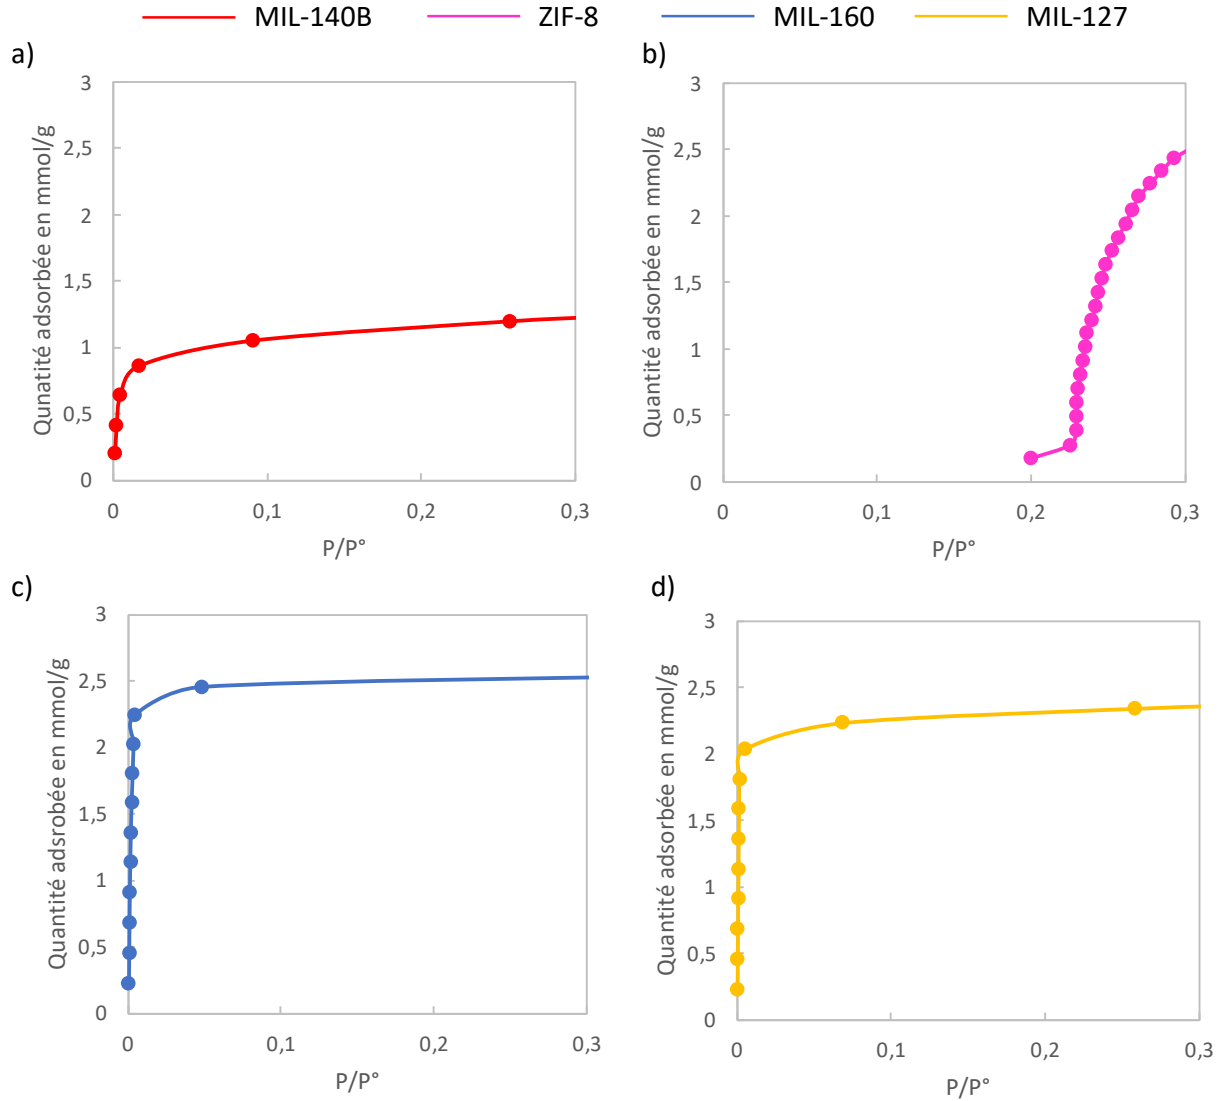 MIL-140B ZIF-8 MIL-160 MIL-127
a)
Qunatité adsorbée en mmol/g
3
2,5
2
1,5
1
0,5
0
0 0,1 0,2 0,3
P/P°
b)
Quantité adsorbée en mmol/g
3
2,5
2
1,5
1
0,5
0
0 0,1 0,2 0,3
P/P°
c)
Quantité adsrobée en mmol/g
3
2,5
2
1,5
1
0,5
0
0 0,1 0,2 0,3
P/P°
d)
Quantité adsorbée en mmol/g
3
2,5
2
1,5
1
0,5
0
0 0,1 0,2 0,3
P/P°